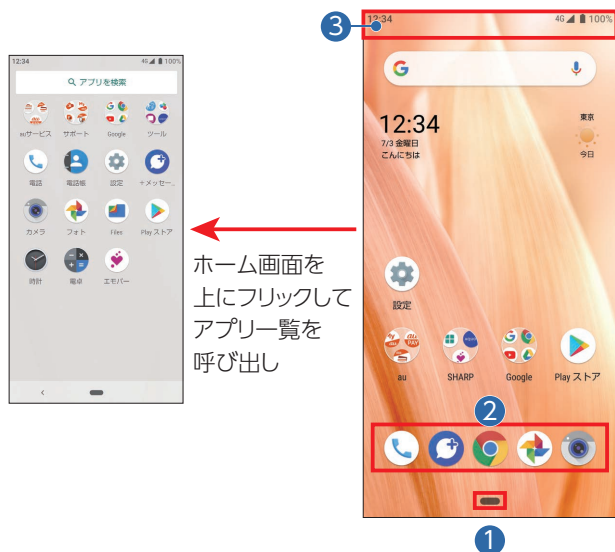 12:34
4G 100%
アプリを検索
auサービス
サポート
Google
ツール
電話
電話帳
設定
+メッセー...
カメラ
フォト
Files
Play ストア
時計
電卓
エモパー
ホーム画面を
上にフリックして
アプリ一覧を
呼び出し
3
12:34
4G 100%
G
12:34
7/3 金曜日
こんにちは
東京
今日
設定
au
SHARP
Google
Play ストア
2
1